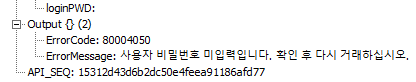 loginPWD:
Output {} (2)
ErrorCode: 80004050
ErrorMessage: 사용자 비밀번호 미입력입니다. 확인 후 다시 거래하십시오.
API_SEQ: 15312d43d6b2dc50e4feea91186afd77